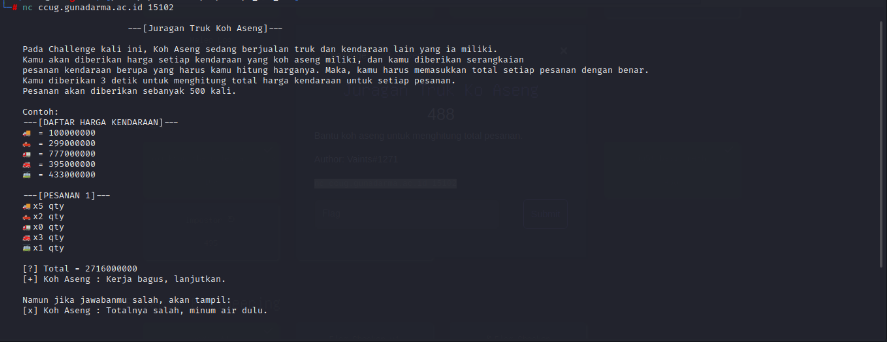 # nc ccug.gunadarma.ac.id 15102
---[Juragan Truk Koh Aseng]---
Pada Challenge kali ini, Koh Aseng sedang berjualan truk dan kendaraan lain yang ia miliki.
Kamu akan diberikan harga setiap kendaraan yang koh aseng miliki, dan kamu diberikan serangkaian
pesanan kendaraan berupa yang harus kamu hitung harganya. Maka, kamu harus memasukkan total setiap pesanan dengan benar.
Kamu diberikan 3 detik untuk menghitung total harga kendaraan untuk setiap pesanan.
Pesanan akan diberikan sebanyak 500 kali.
Contoh:
---[DAFTAR HARGA KENDARAAN]---
🚚 = 100000000
🏍 = 299000000
🚛 = 777000000
🚒 = 395000000
🚎 = 433000000
---[PESANAN 1]---
🚚x5 qty
🏍x2 qty
🚛x0 qty
🚒x3 qty
🚎x1 qty
[?] Total = 2716000000
[+] Koh Aseng : Kerja bagus, lanjutkan.
Namun jika jawabanmu salah, akan tampil:
[x] Koh Aseng : Totalnya salah, minum air dulu.